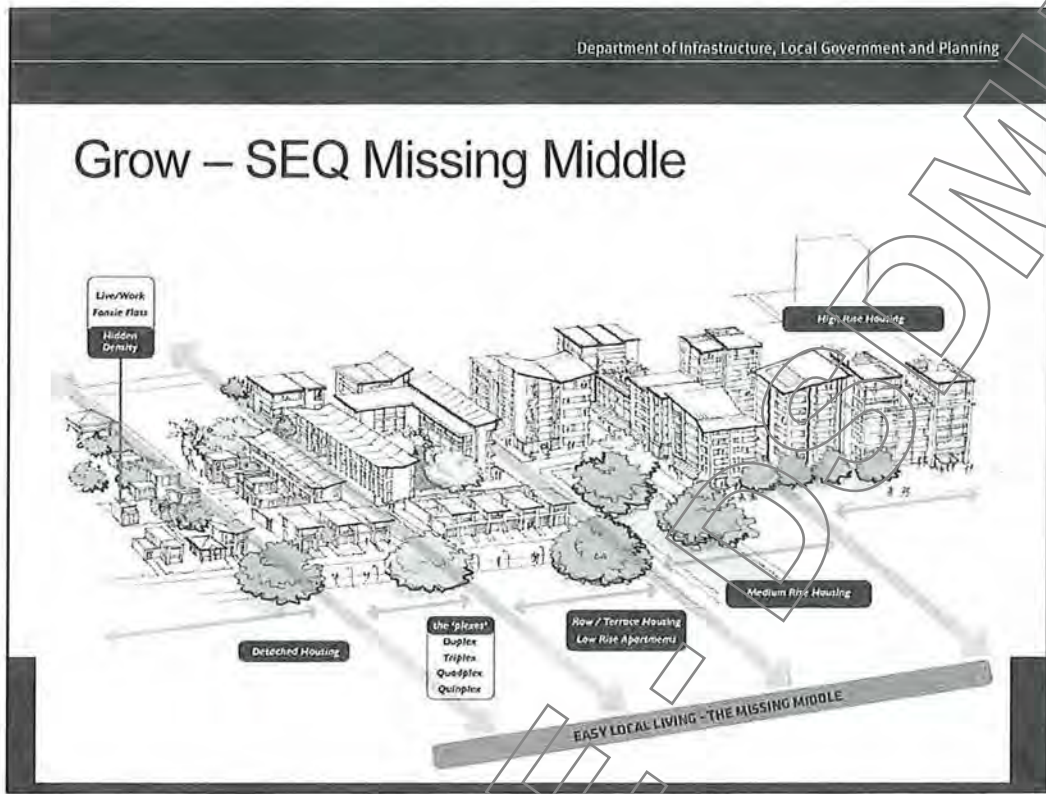 Department of Infrastructure, Local Government and Planning
Grow – SEQ Missing Middle
Live/Work
Fonzie Flats
Hidden
Density
High Rise Housing
Medium Rise Housing
Row / Terrace Housing
Low Rise Apartments
the 'plexes'
Duplex
Triplex
Quadplex
Quinplex
Detached Housing
EASY LOCAL LIVING - THE MISSING MIDDLE